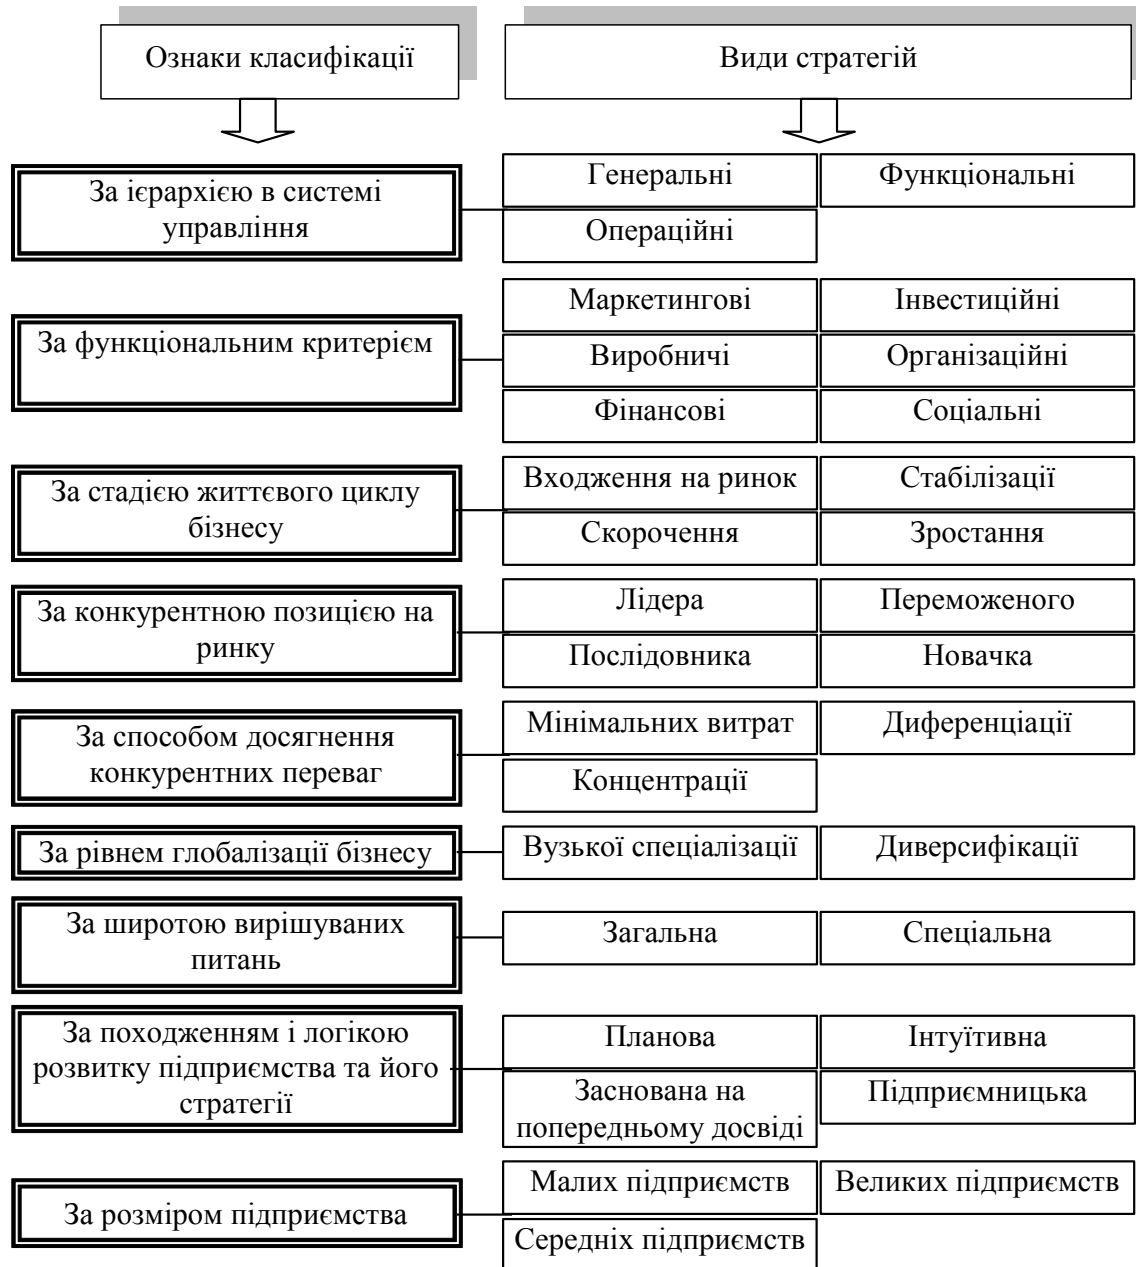 Ознаки класифікації
Види стратегій
За ієрархією в системі
управління
Генеральні
Функціональні
Операційні
За функціональним критерієм
Маркетингові
Інвестиційні
Виробничі
Організаційні
Фінансові
Соціальні
За стадією життєвого циклу
бізнесу
Входження на ринок
Стабілізації
Скорочення
Зростання
За конкурентною позицією на
ринку
Лідера
Переможеного
Послідовника
Новачка
За способом досягнення
конкурентних переваг
Мінімальних витрат
Диференціації
Концентрації
За рівнем глобалізації бізнесу
Вузької спеціалізації
Диверсифікації
За широтою вирішуваних
питань
Загальна
Спеціальна
За походженням і логікою
розвитку підприємства та його
стратегії
Планова
Інтуїтивна
Заснована на
попередньому досвіді
Підприємницька
За розміром підприємства
Малих підприємств
Великих підприємств
Середніх підприємств